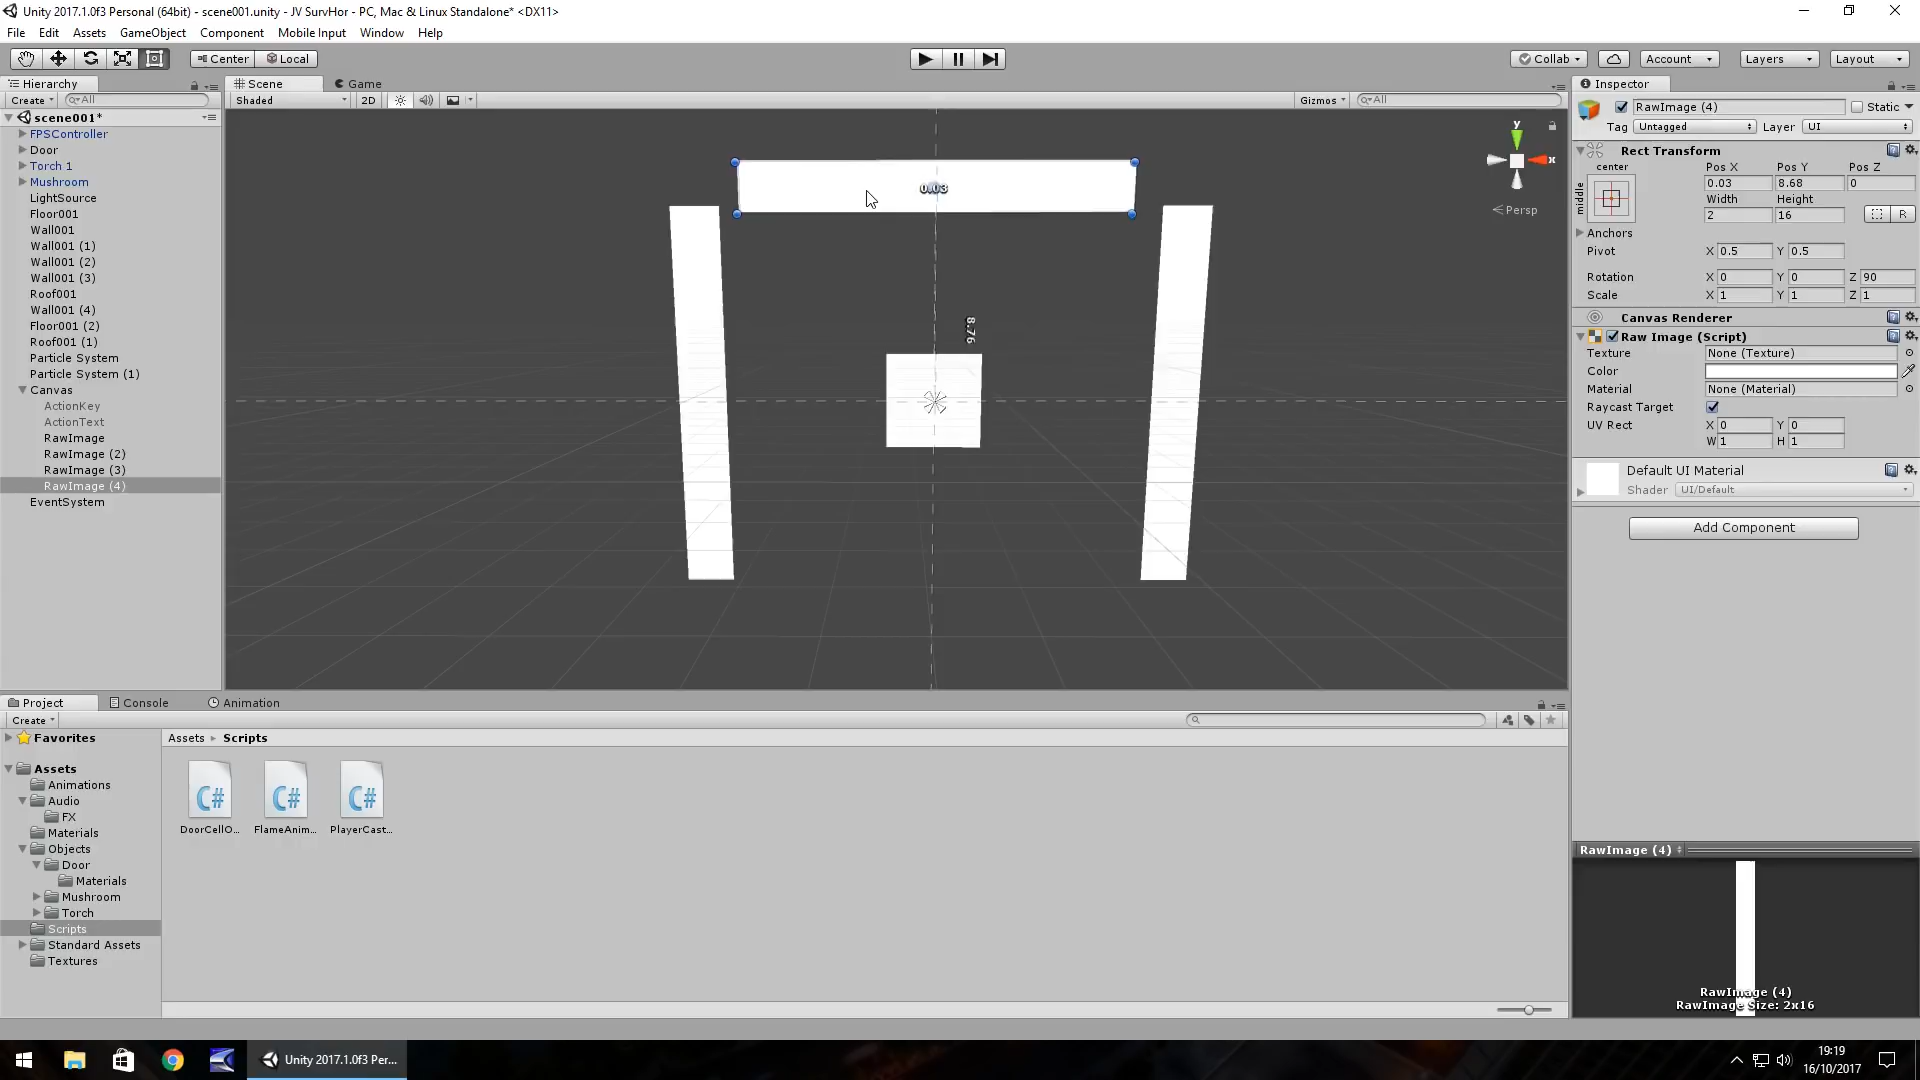 Unity 2017.1.0f3 Personal (64bit) - scene001.unity - JV SurvHor - PC, Mac & Linux Standalone* <DX11>
File Edit Assets GameObject Component Mobile Input Window Help
Center Local
Collab Account Layers Layout
Hierarchy
Create All
scene001*
FPSController
Door
Torch 1
Mushroom
LightSource
Floor001
Wall001
Wall001 (1)
Wall001 (2)
Wall001 (3)
Roof001
Wall001 (4)
Floor001 (2)
Roof001 (1)
Particle System
Particle System (1)
Canvas
ActionKey
ActionText
RawImage
RawImage (2)
RawImage (3)
RawImage (4)
EventSystem
Scene Game
Shaded 2D Gizmos All
0.03
8.76
y
x
Persp
Inspector
RawImage (4) Static
Tag Untagged Layer UI
Rect Transform
center Pos X Pos Y Pos Z
middle 0.03 8.68 0
Width Height
2 16 R
Anchors
Pivot X 0.5 Y 0.5
Rotation X 0 Y 0 Z 90
Scale X 1 Y 1 Z 1
Canvas Renderer
Raw Image (Script)
Texture None (Texture)
Color
Material None (Material)
Raycast Target
UV Rect X 0 Y 0
W 1 H 1
Default UI Material
Shader UI/Default
Add Component
RawImage (4)
RawImage (4)
RawImage Size: 2x16
Project Console Animation
Create
Favorites
Assets
Animations
Audio
FX
Materials
Objects
Door
Materials
Mushroom
Torch
Scripts
Standard Assets
Textures
Assets Scripts
C# C# C#
DoorCellO... FlameAnim... PlayerCast...
Unity 2017.1.0f3 Per...
19:19
16/10/2017